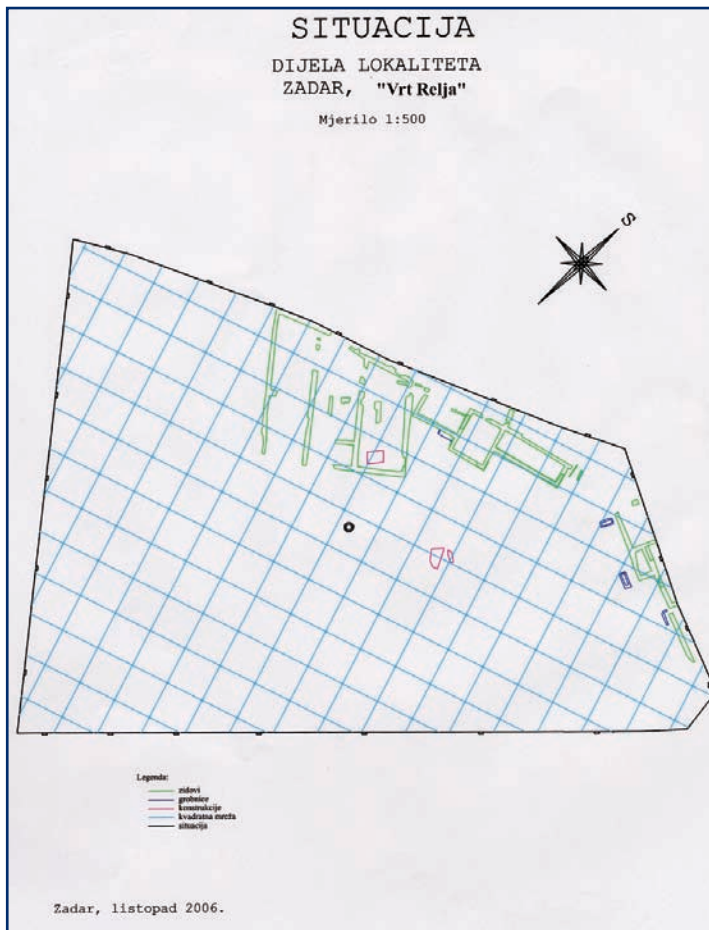 SITUACIJA
DIJELA LOKALITETA
ZADAR, "Vrt Relja"
Mjerilo 1:500
S
Legenda:
zidovi
grobnice
konstrukcije
kvadratna mreža
situacija
Zadar, listopad 2006.